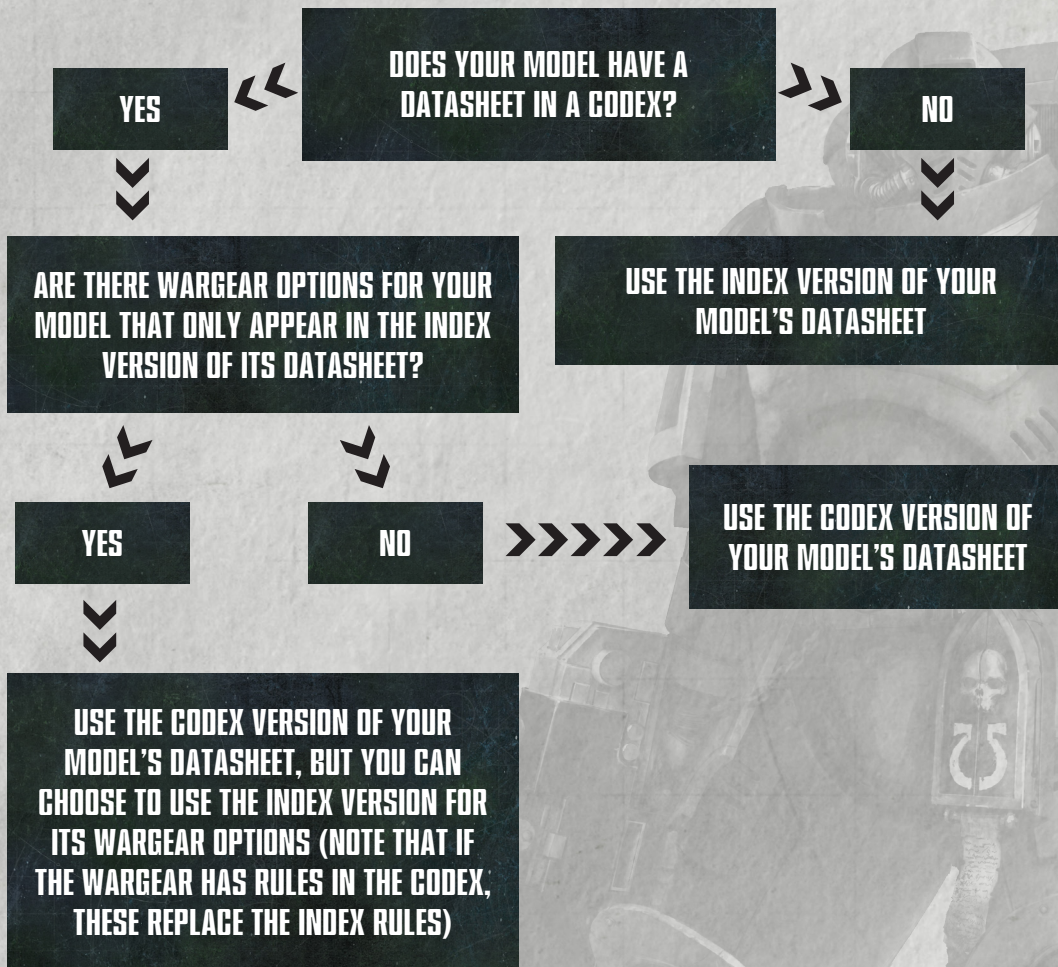 DOES YOUR MODEL HAVE A
DATASHEET IN A CODEX?
YES
NO
ARE THERE WARGEAR OPTIONS FOR YOUR
MODEL THAT ONLY APPEAR IN THE INDEX
VERSION OF ITS DATASHEET?
USE THE INDEX VERSION OF YOUR
MODEL'S DATASHEET
YES
NO
USE THE CODEX VERSION OF
YOUR MODEL'S DATASHEET
USE THE CODEX VERSION OF YOUR
MODEL'S DATASHEET, BUT YOU CAN
CHOOSE TO USE THE INDEX VERSION FOR
ITS WARGEAR OPTIONS (NOTE THAT IF
THE WARGEAR HAS RULES IN THE CODEX,
THESE REPLACE THE INDEX RULES)